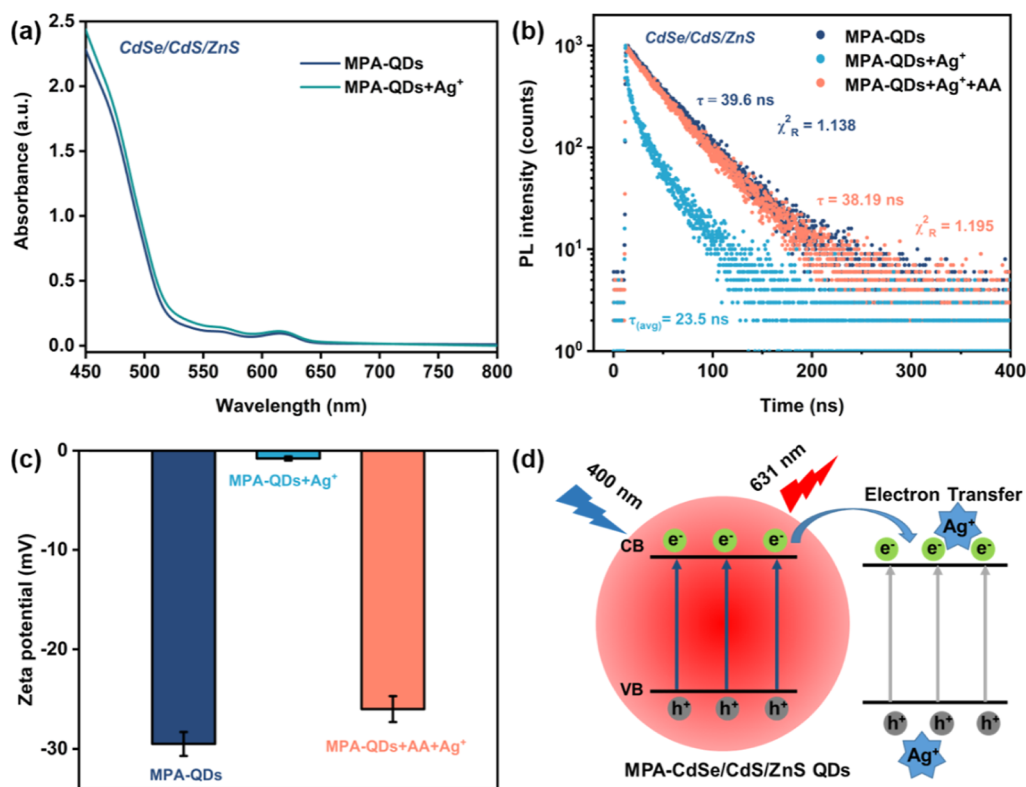 (a)
CdSe/CdS/ZnS
MPA-QDs
MPA-QDs+Ag⁺
2.5
2.0
1.5
1.0
0.5
0.0
Absorbance (a.u.)
450 500 550 600 650 700 750 800
Wavelength (nm)
(b)
CdSe/CdS/ZnS
MPA-QDs
MPA-QDs+Ag⁺
MPA-QDs+Ag⁺+AA
τ = 39.6 ns
χ²R = 1.138
τ = 38.19 ns
χ²R = 1.195
τ(avg)= 23.5 ns
10³
10²
10¹
10⁰
PL intensity (counts)
0 100 200 300 400
Time (ns)
(c)
0
-10
-20
-30
Zeta potential (mV)
MPA-QDs+Ag⁺
MPA-QDs
MPA-QDs+AA+Ag⁺
(d)
400 nm
631 nm
Electron Transfer
Ag⁺
CB
e⁻ e⁻ e⁻
e⁻ e⁻ e⁻
VB
h⁺ h⁺ h⁺
h⁺ h⁺ h⁺
Ag⁺
MPA-CdSe/CdS/ZnS QDs